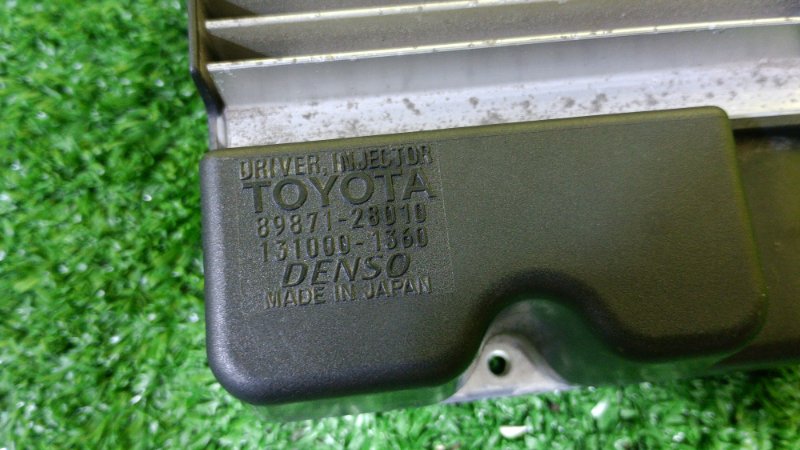 DRIVER, INJECTOR
TOYOTA
89871-28010
131000-1360
DENSO
MADE IN JAPAN